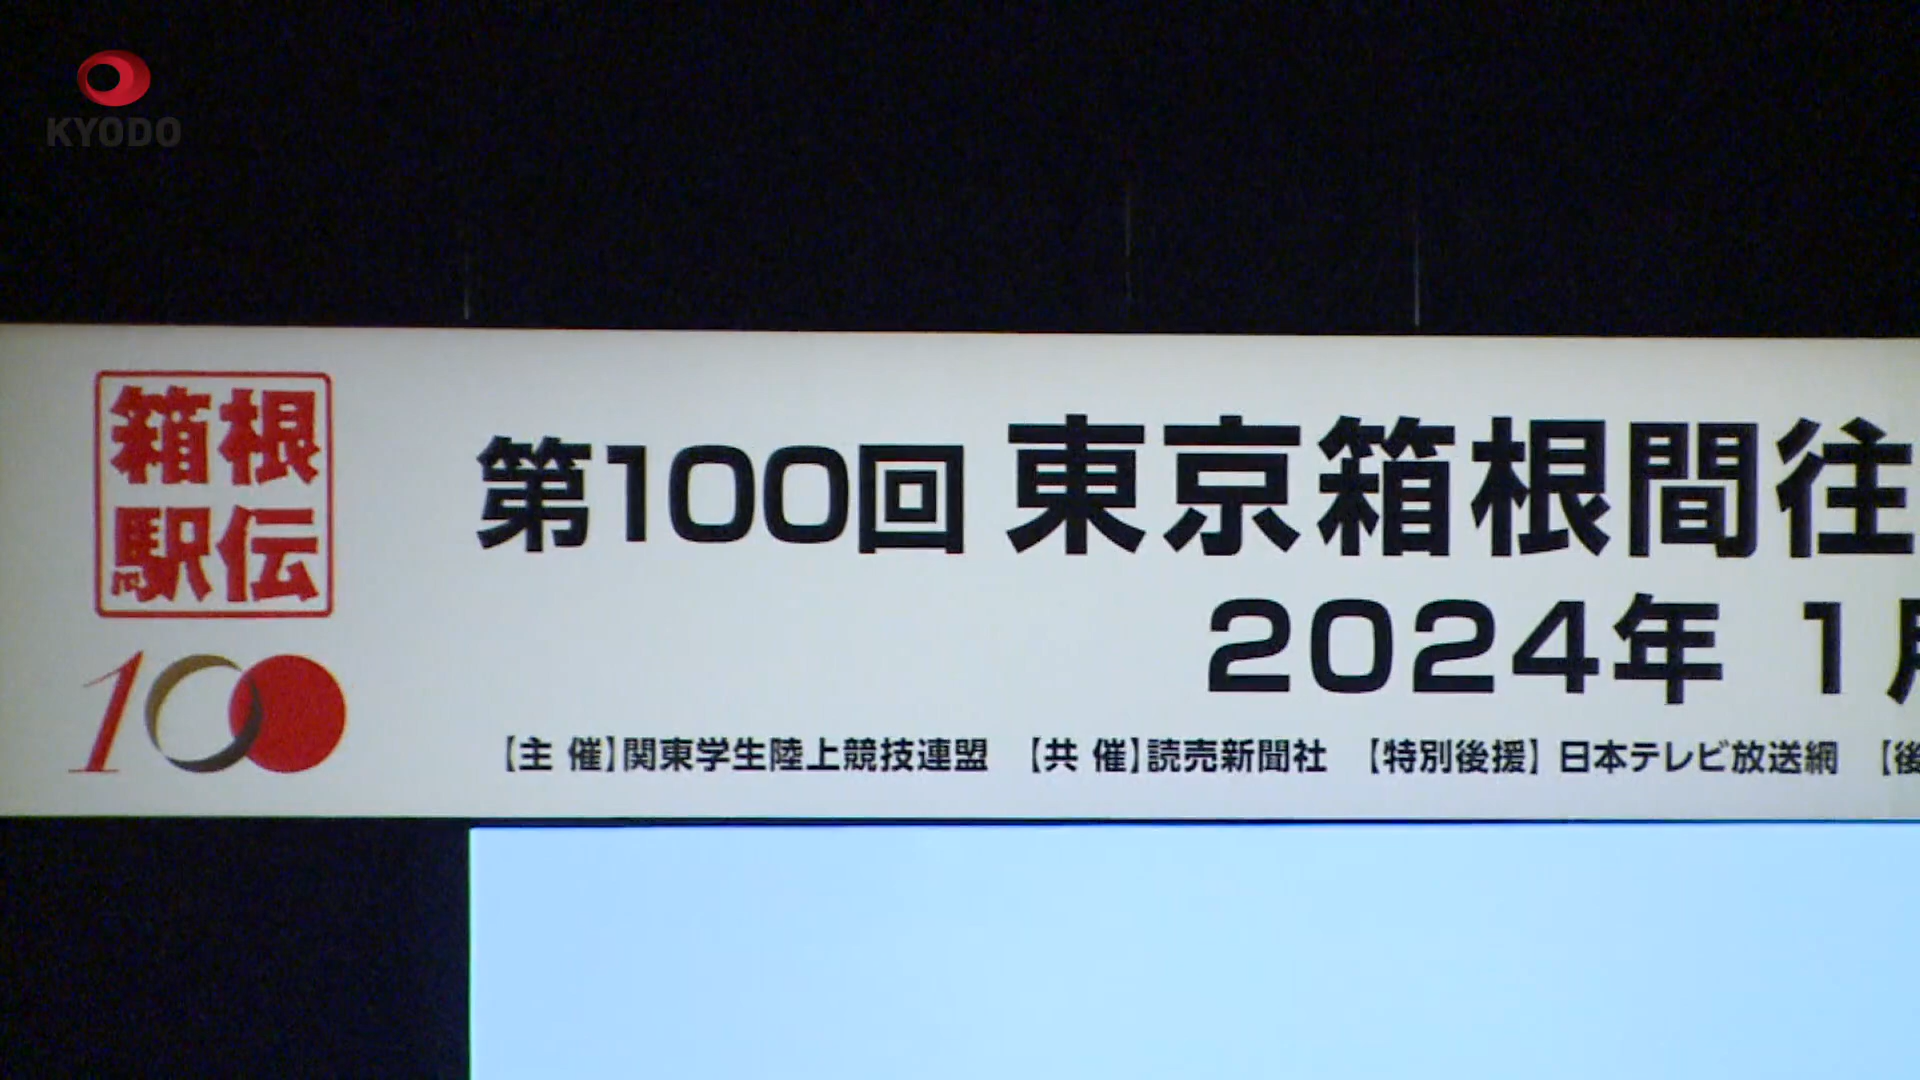 KYODO
箱根
駅伝
100
第100回 東京箱根間往
2024年 1月
【主 催】関東学生陸上競技連盟 【共 催】読売新聞社 【特別後援】日本テレビ放送網 【後